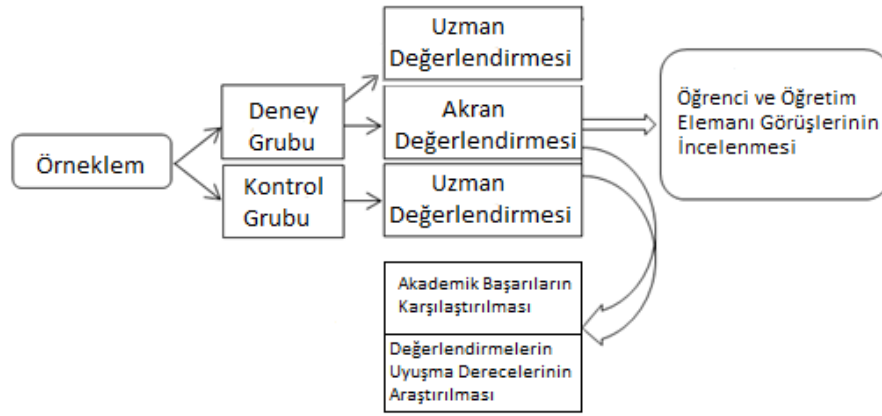 Örneklem
Deney
Grubu
Kontrol
Grubu
Uzman
Değerlendirmesi
Akran
Değerlendirmesi
Uzman
Değerlendirmesi
Öğrenci ve Öğretim
Elemanı Görüşlerinin
İncelenmesi
Akademik Başarıların
Karşılaştırılması
Değerlendirmelerin
Uyuşma Derecelerinin
Araştırılması